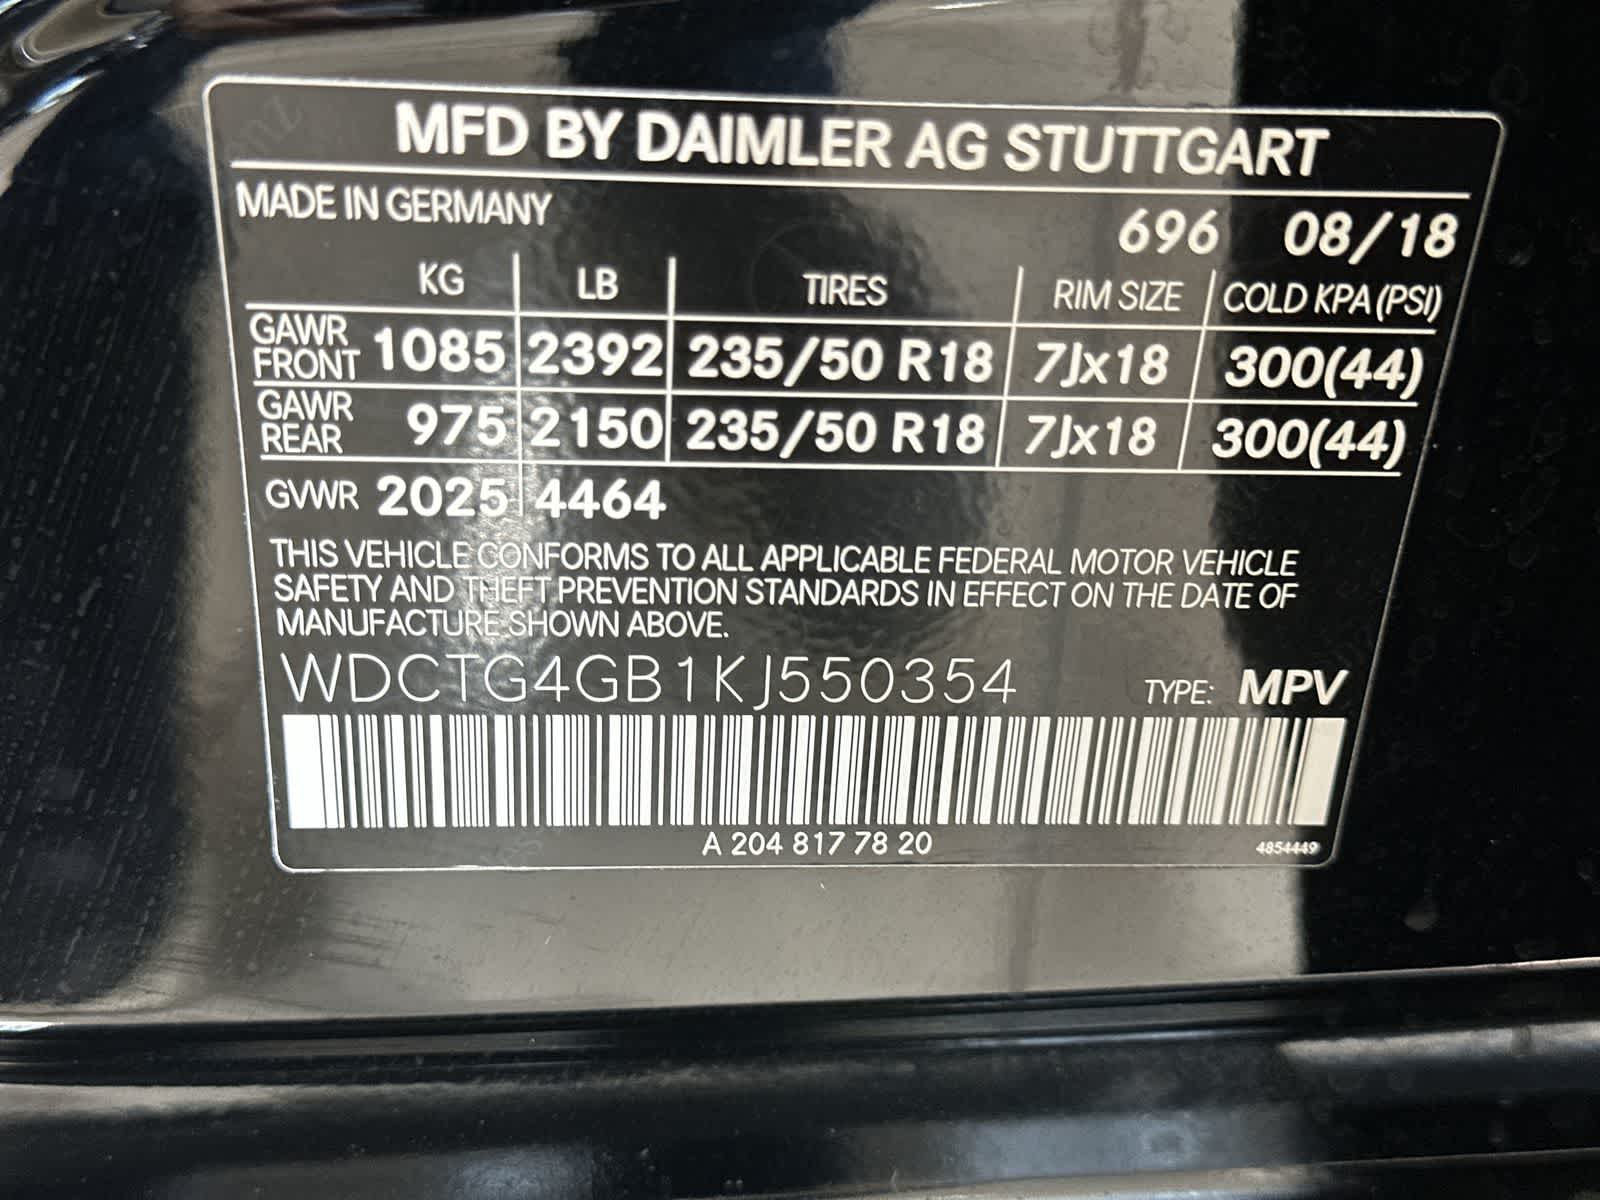 MFD BY DAIMLER AG STUTTGART
MADE IN GERMANY
696 08/18
KG LB TIRES RIM SIZE COLD KPA (PSI)
GAWR FRONT 1085 2392 235/50 R18 7Jx18 300(44)
GAWR REAR 975 2150 235/50 R18 7Jx18 300(44)
GVWR 2025 4464
THIS VEHICLE CONFORMS TO ALL APPLICABLE FEDERAL MOTOR VEHICLE
SAFETY AND THEFT PREVENTION STANDARDS IN EFFECT ON THE DATE OF
MANUFACTURE SHOWN ABOVE.
WDCTG4GB1KJ550354 TYPE: MPV
A 204 817 78 20
4854449